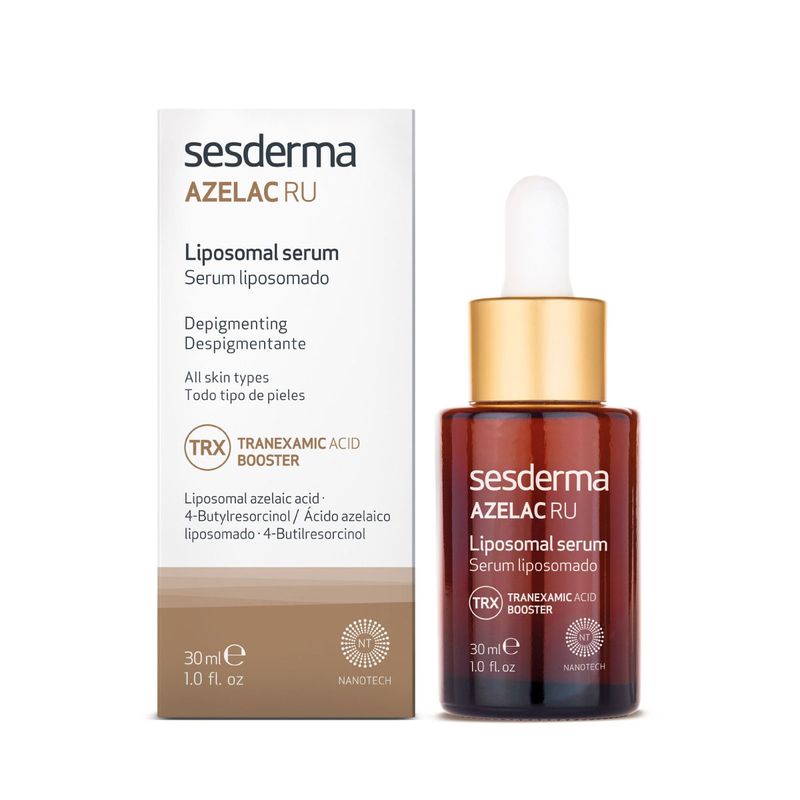 sesderma
AZELAC RU
Liposomal serum
Serum liposomado
Depigmenting
Despigmentante
All skin types
Todo tipo de pieles
TRX
TRANEXAMIC ACID
BOOSTER
Liposomal azelaic acid ·
4-Butylresorcinol / Ácido azelaico
liposomado · 4-Butilresorcinol
30 ml ℮
1.0 fl. oz
NT
NANOTECH
sesderma
AZELAC RU
Liposomal serum
Serum liposomado
TRX
TRANEXAMIC ACID
BOOSTER
30 ml ℮
1.0 fl. oz
NT
NANOTECH